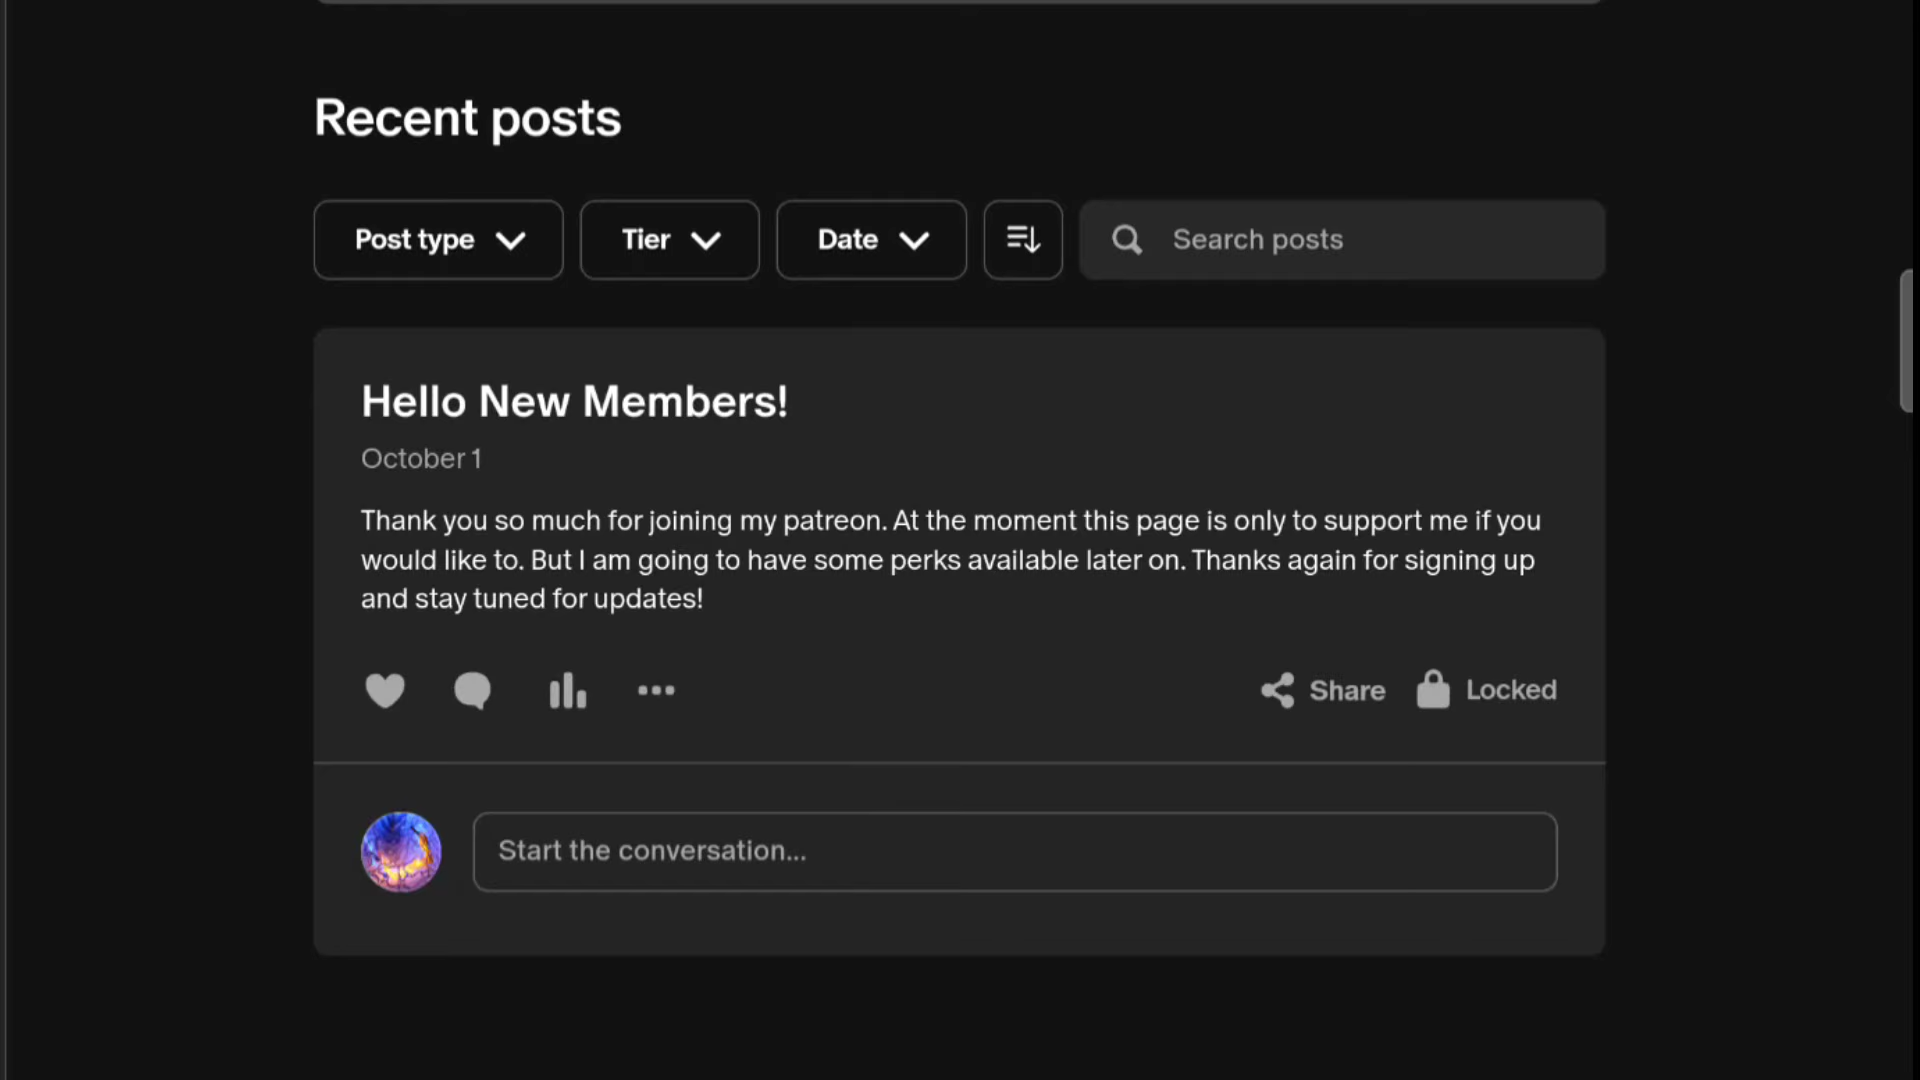 Recent posts
Post type
Tier
Date
Search posts
Hello New Members!
October 1
Thank you so much for joining my patreon. At the moment this page is only to support me if you
would like to. But I am going to have some perks available later on. Thanks again for signing up
and stay tuned for updates!
Share
Locked
Start the conversation...